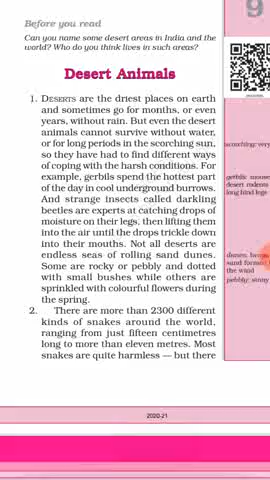 Before you read
9
Can you name some desert areas in India and the
world? Who do you think lives in such areas?
Desert Animals
1. DESERTS are the driest places on earth
and sometimes go for months, or even
years, without rain. But even the desert
animals cannot survive without water,
or for long periods in the scorching sun,
so they have had to find different ways
of coping with the harsh conditions. For
example, gerbils spend the hottest part
of the day in cool underground burrows.
And strange insects called darkling
beetles are experts at catching drops of
moisture on their legs, then lifting them
into the air until the drops trickle down
into their mouths. Not all deserts are
endless seas of rolling sand dunes.
Some are rocky or pebbly and dotted
with small bushes while others are
sprinkled with colourful flowers during
the spring.
2. There are more than 2300 different
kinds of snakes around the world,
ranging from just fifteen centimetres
long to more than eleven metres. Most
snakes are quite harmless — but there
scorching: very
gerbils: mouse
desert rodents
long hind legs
dunes:
sand formed
the wind
pebbly: stony
2020-21